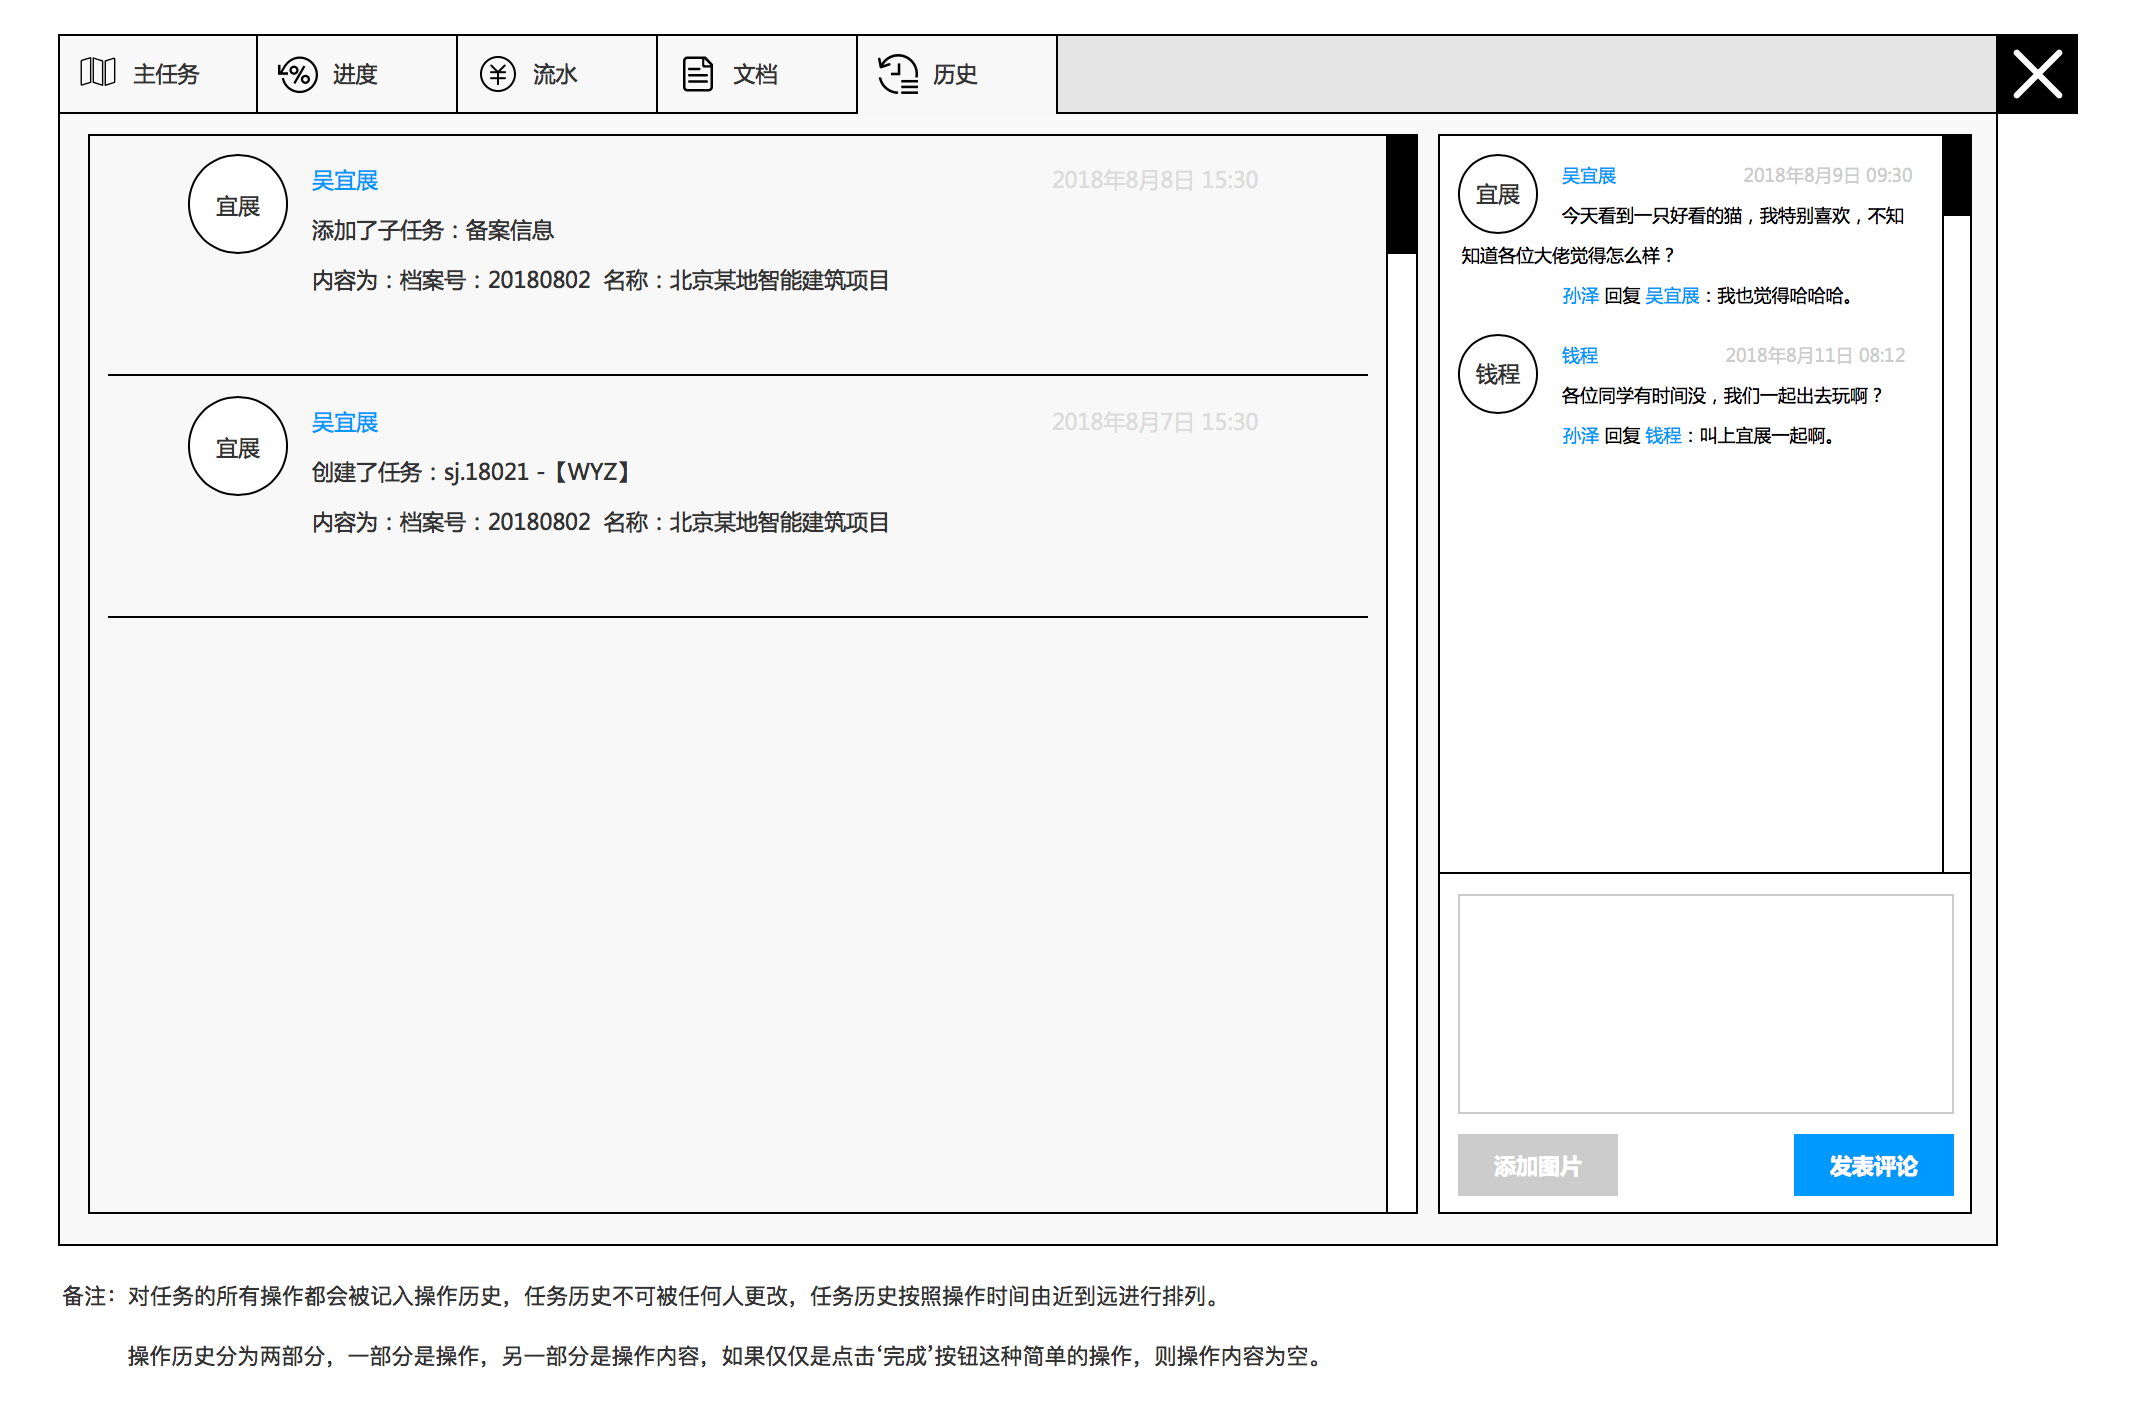 主任务
进度
流水
文档
历史
宜展
吴宜展 2018年8月8日 15:30
添加了子任务：备案信息
内容为：档案号：20180802 名称：北京某地智能建筑项目
宜展
吴宜展 2018年8月7日 15:30
创建了任务：sj.18021 -【WYZ】
内容为：档案号：20180802 名称：北京某地智能建筑项目
宜展
吴宜展 2018年8月9日 09:30
今天看到一只好看的猫，我特别喜欢，不知
知道各位大佬觉得怎么样？
孙泽 回复 吴宜展：我也觉得哈哈哈。
钱程
钱程 2018年8月11日 08:12
各位同学有时间没，我们一起出去玩啊？
孙泽 回复 钱程：叫上宜展一起啊。
添加图片
发表评论
备注：对任务的所有操作都会被记入操作历史，任务历史不可被任何人更改，任务历史按照操作时间由近到远进行排列。
操作历史分为两部分，一部分是操作，另一部分是操作内容，如果仅仅是点击‘完成’按钮这种简单的操作，则操作内容为空。